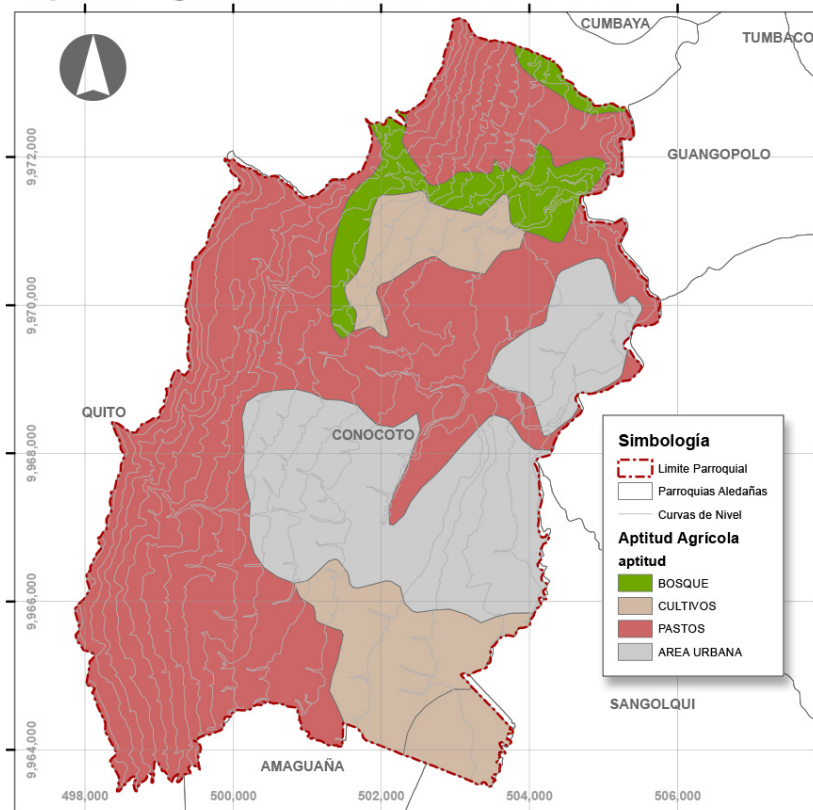 CUMBAYA
TUMBACO
GUANGOPOLO
9,972,000
9,970,000
QUITO
CONOCOTO
9,968,000
Simbología
Limite Parroquial
Parroquias Aledañas
Curvas de Nivel
Aptitud Agrícola
aptitud
BOSQUE
CULTIVOS
PASTOS
AREA URBANA
9,966,000
SANGOLQUI
9,964,000
AMAGUAÑA
498,000
500,000
502,000
504,000
506,000